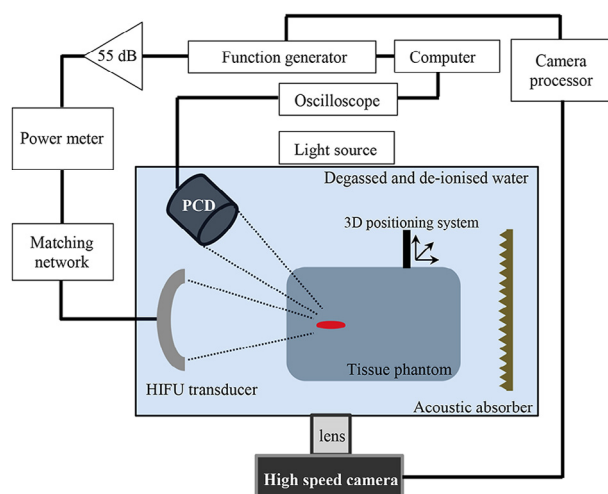 55 dB
Function generator
Computer
Camera
processor
Oscilloscope
Power meter
Light source
Degassed and de-ionised water
PCD
3D positioning system
Matching
network
HIFU transducer
Tissue phantom
Acoustic absorber
lens
High speed camera